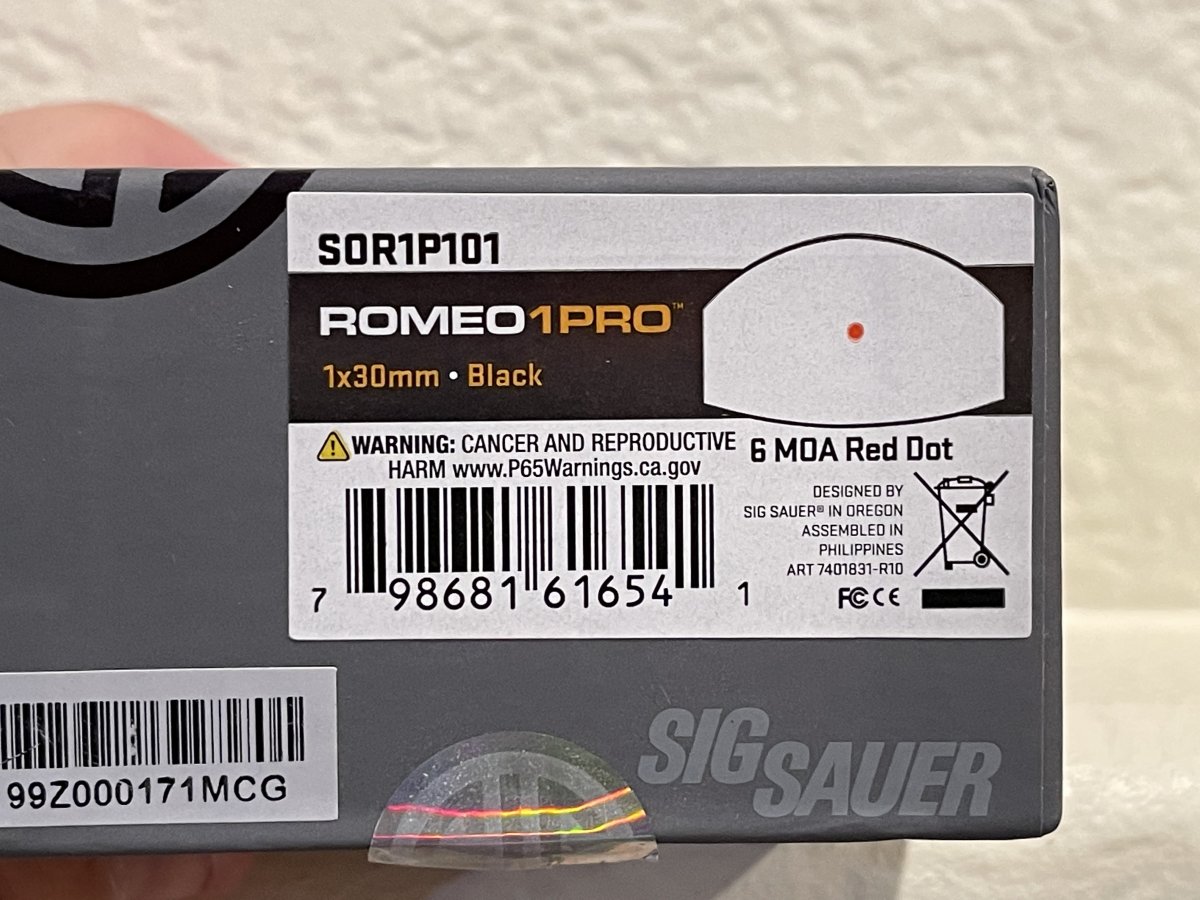 SOR1P101
ROMEO1PRO™
1x30mm • Black
WARNING: CANCER AND REPRODUCTIVE
HARM www.P65Warnings.ca.gov
6 MOA Red Dot
DESIGNED BY
SIG SAUER® IN OREGON
ASSEMBLED IN
PHILIPPINES
ART 7401831-R10
FC CE
7 98681 61654 1
99Z000171MCG
SIG SAUER